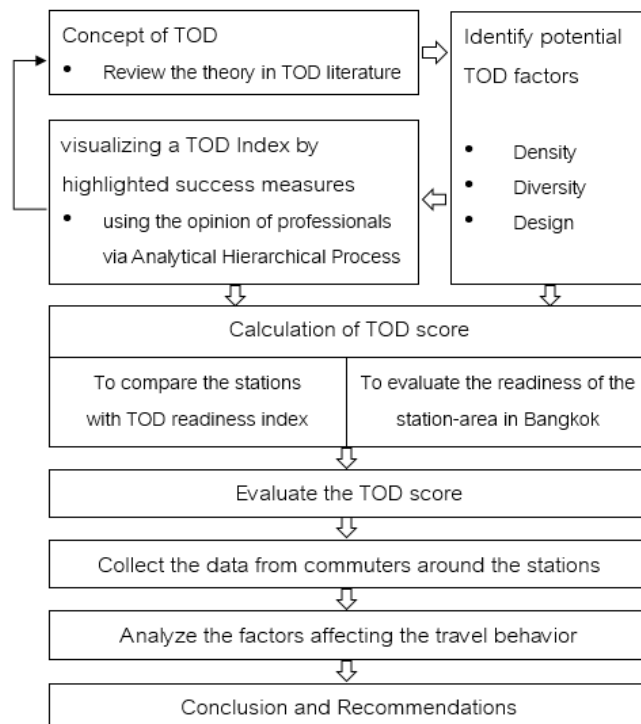 Concept of TOD
• Review the theory in TOD literature
Identify potential
TOD factors
• Density
• Diversity
• Design
visualizing a TOD Index by
highlighted success measures
• using the opinion of professionals
via Analytical Hierarchical Process
Calculation of TOD score
To compare the stations
with TOD readiness index
To evaluate the readiness of the
station-area in Bangkok
Evaluate the TOD score
Collect the data from commuters around the stations
Analyze the factors affecting the travel behavior
Conclusion and Recommendations